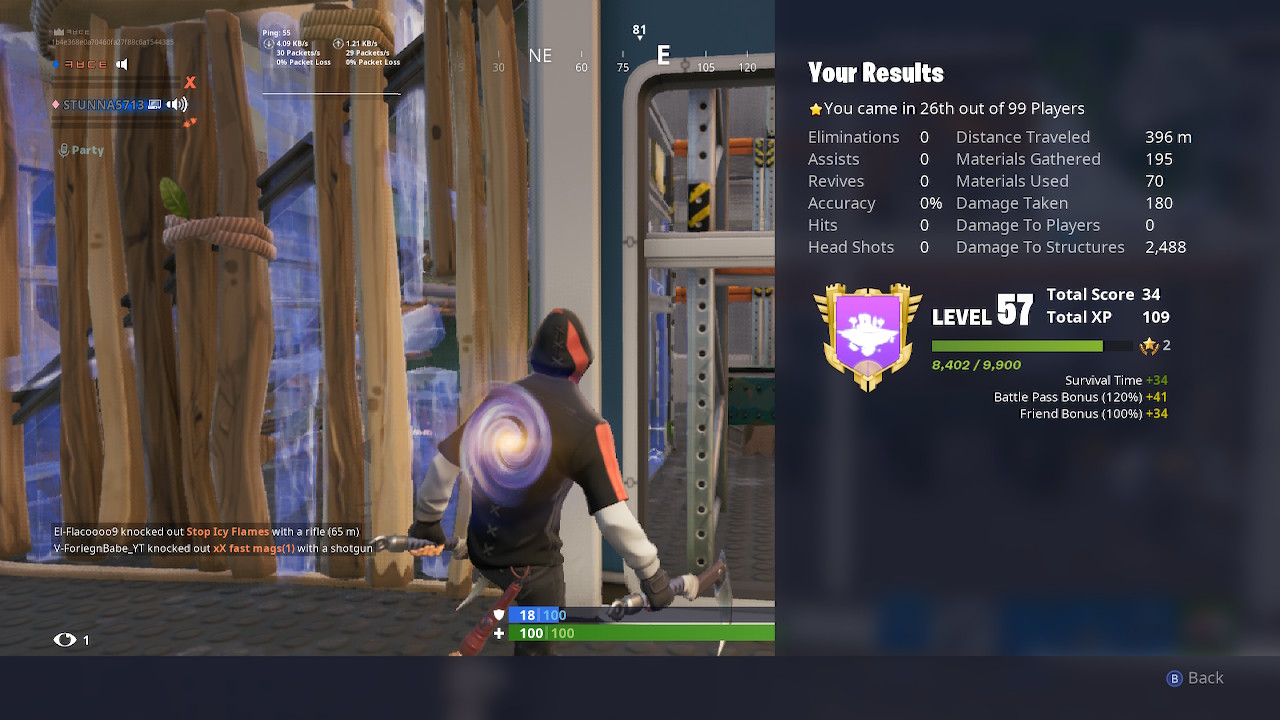 Ping: 55
4.09 KB/s 1.21 KB/s
30 Packets/s 29 Packets/s
0% Packet Loss 0% Packet Loss
X
STUNNA5713
Party
81
NE E
30 60 75 105 120
El-Flacoooo9 knocked out Stop Icy Flames with a rifle (65 m)
V-ForiegnBabe_YT knocked out xX fast mags(1) with a shotgun
18 100
100 100
1
Your Results
You came in 26th out of 99 Players
Eliminations 0 Distance Traveled 396 m
Assists 0 Materials Gathered 195
Revives 0 Materials Used 70
Accuracy 0% Damage Taken 180
Hits 0 Damage To Players 0
Head Shots 0 Damage To Structures 2,488
LEVEL 57
Total Score 34
Total XP 109
2
8,402 / 9,900
Survival Time +34
Battle Pass Bonus (120%) +41
Friend Bonus (100%) +34
B Back